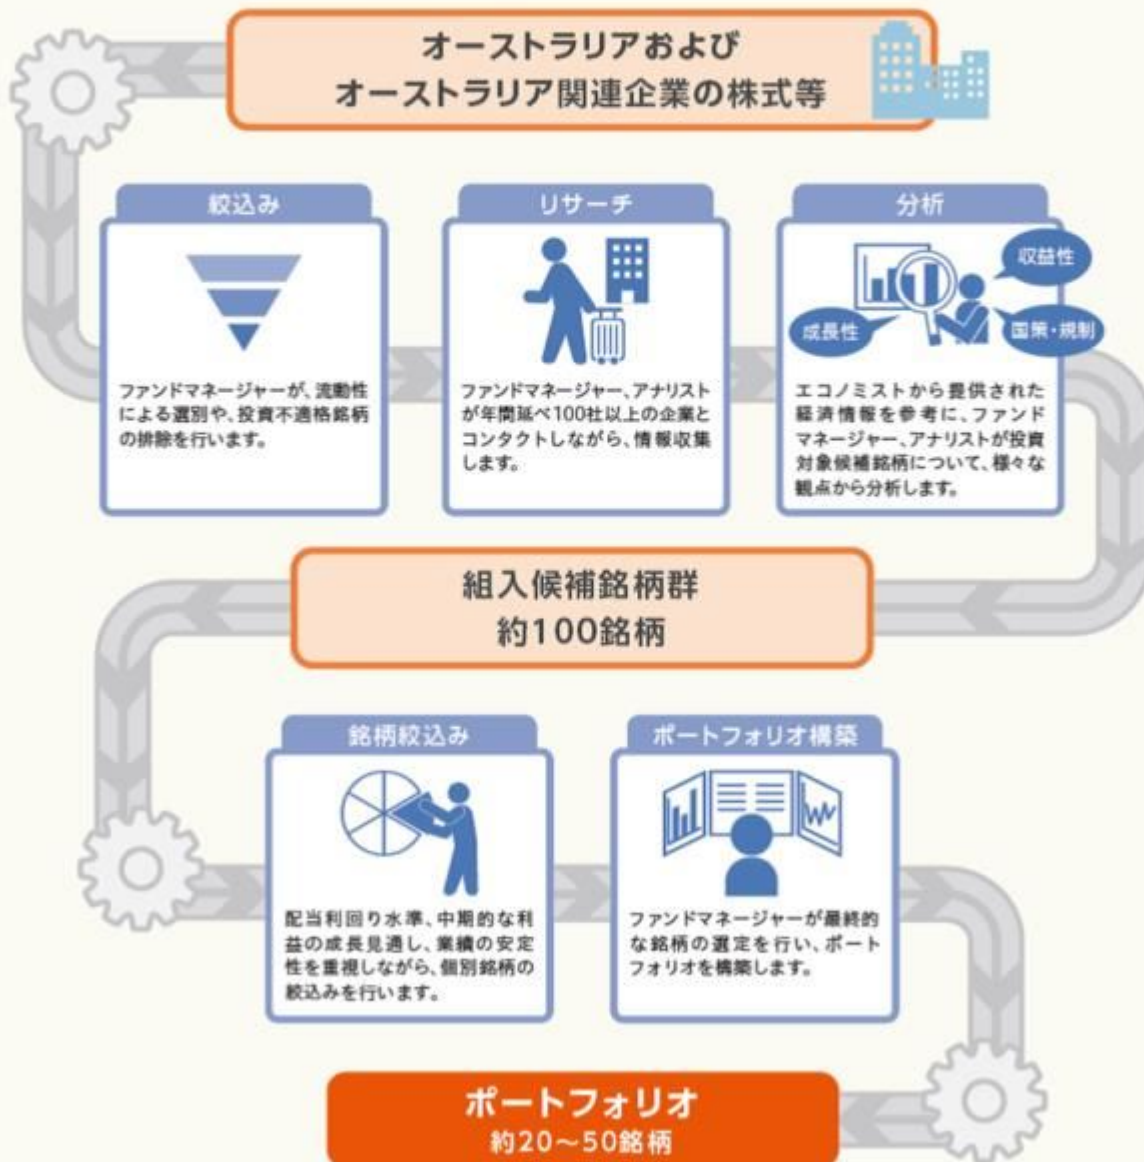 オーストラリアおよび
オーストラリア関連企業の株式等
絞込み
ファンドマネージャーが、流動性
による選別や、投資不適格銘柄
の排除を行います。
リサーチ
ファンドマネージャー、アナリスト
が年間延べ100社以上の企業と
コンタクトしながら、情報収集
します。
分析
収益性
成長性
国策・規制
エコノミストから提供された
経済情報を参考に、ファンド
マネージャー、アナリストが投資
対象候補銘柄について、様々な
観点から分析します。
組入候補銘柄群
約100銘柄
銘柄絞込み
配当利回り水準、中期的な利
益の成長見通し、業績の安定
性を重視しながら、個別銘柄の
絞込みを行います。
ポートフォリオ構築
ファンドマネージャーが最終的
な銘柄の選定を行い、ポート
フォリオを構築します。
ポートフォリオ
約20～50銘柄